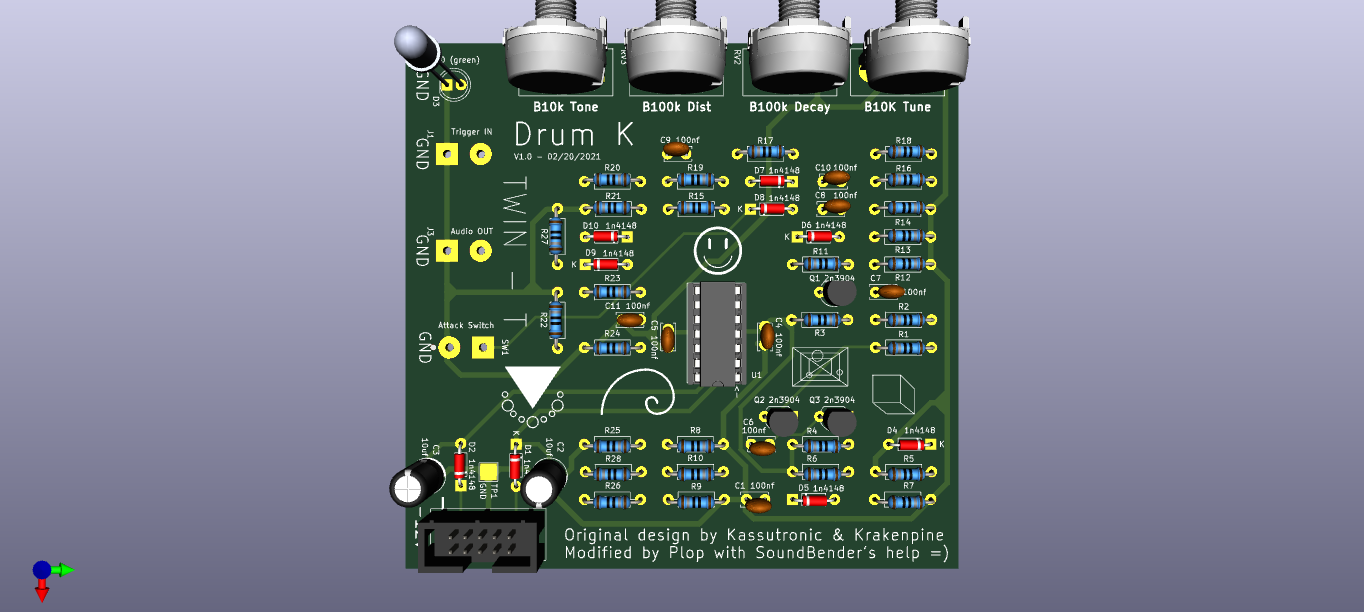 O (green)
GND
D3
RV3
RV2
B10k Tone
B100k Dist
B100k Decay
B10K Tune
Drum K
V1.0 - 02/20/2021
J1
Trigger IN
GND
C9 100nf
R17
R18
R20
R19
D7 1n4148
C10 100nf
R16
R21
R15
K D8 1n4148
C8 100nf
TWIN - T
R27
D10 1n4148
K D6 1n4148
R14
J3
Audio OUT
GND
D9 1n4148
K
R11
R13
R23
Q1 2n3904
C7
R12
100nf
C11 100nf
R22
R2
R3
C5 100nf
C4 100nf
Attack Switch
GND
SW1
R24
R1
U1
<-
Q2 2n3904
Q3 2n3904
C6
100nf
R4
D4 1n4148
K
C3
10uf
D2 1n4148
K
D1 1n4
C2
10uf
R25
R8
R28
R10
R6
R5
TP1
GND
R26
R9
C1 100nf
D5 1n4148
K
R7
Original design by Kassutronic & Krakenpine
Modified by Plop with SoundBender's help =)